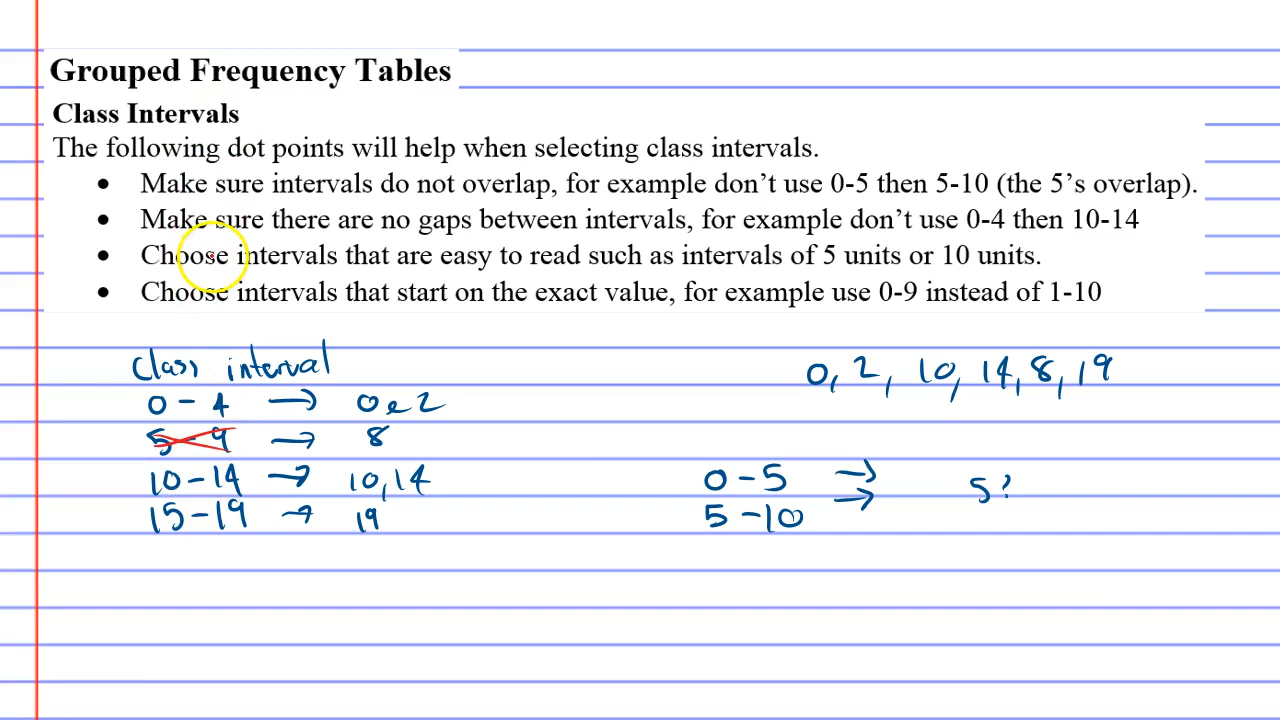 Grouped Frequency Tables
Class Intervals
The following dot points will help when selecting class intervals.
• Make sure intervals do not overlap, for example don't use 0-5 then 5-10 (the 5's overlap).
• Make sure there are no gaps between intervals, for example don't use 0-4 then 10-14
• Choose intervals that are easy to read such as intervals of 5 units or 10 units.
• Choose intervals that start on the exact value, for example use 0-9 instead of 1-10
Class interval
0, 2, 10, 14, 8, 19
0 - 4 → 0 & 2
5 - 9 → 8
10 - 14 → 10, 14
0 - 5 →
15 - 19 → 19
5 - 10 →
5?